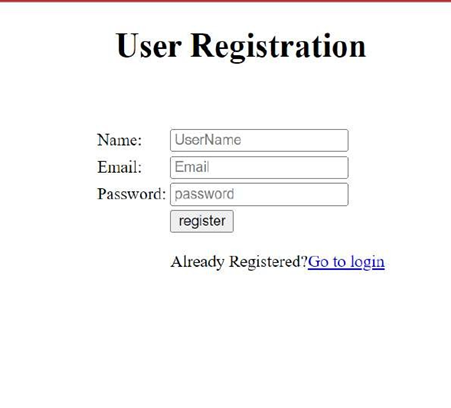 User Registration
Name: UserName
Email: Email
Password: password
register
Already Registered?Go to login